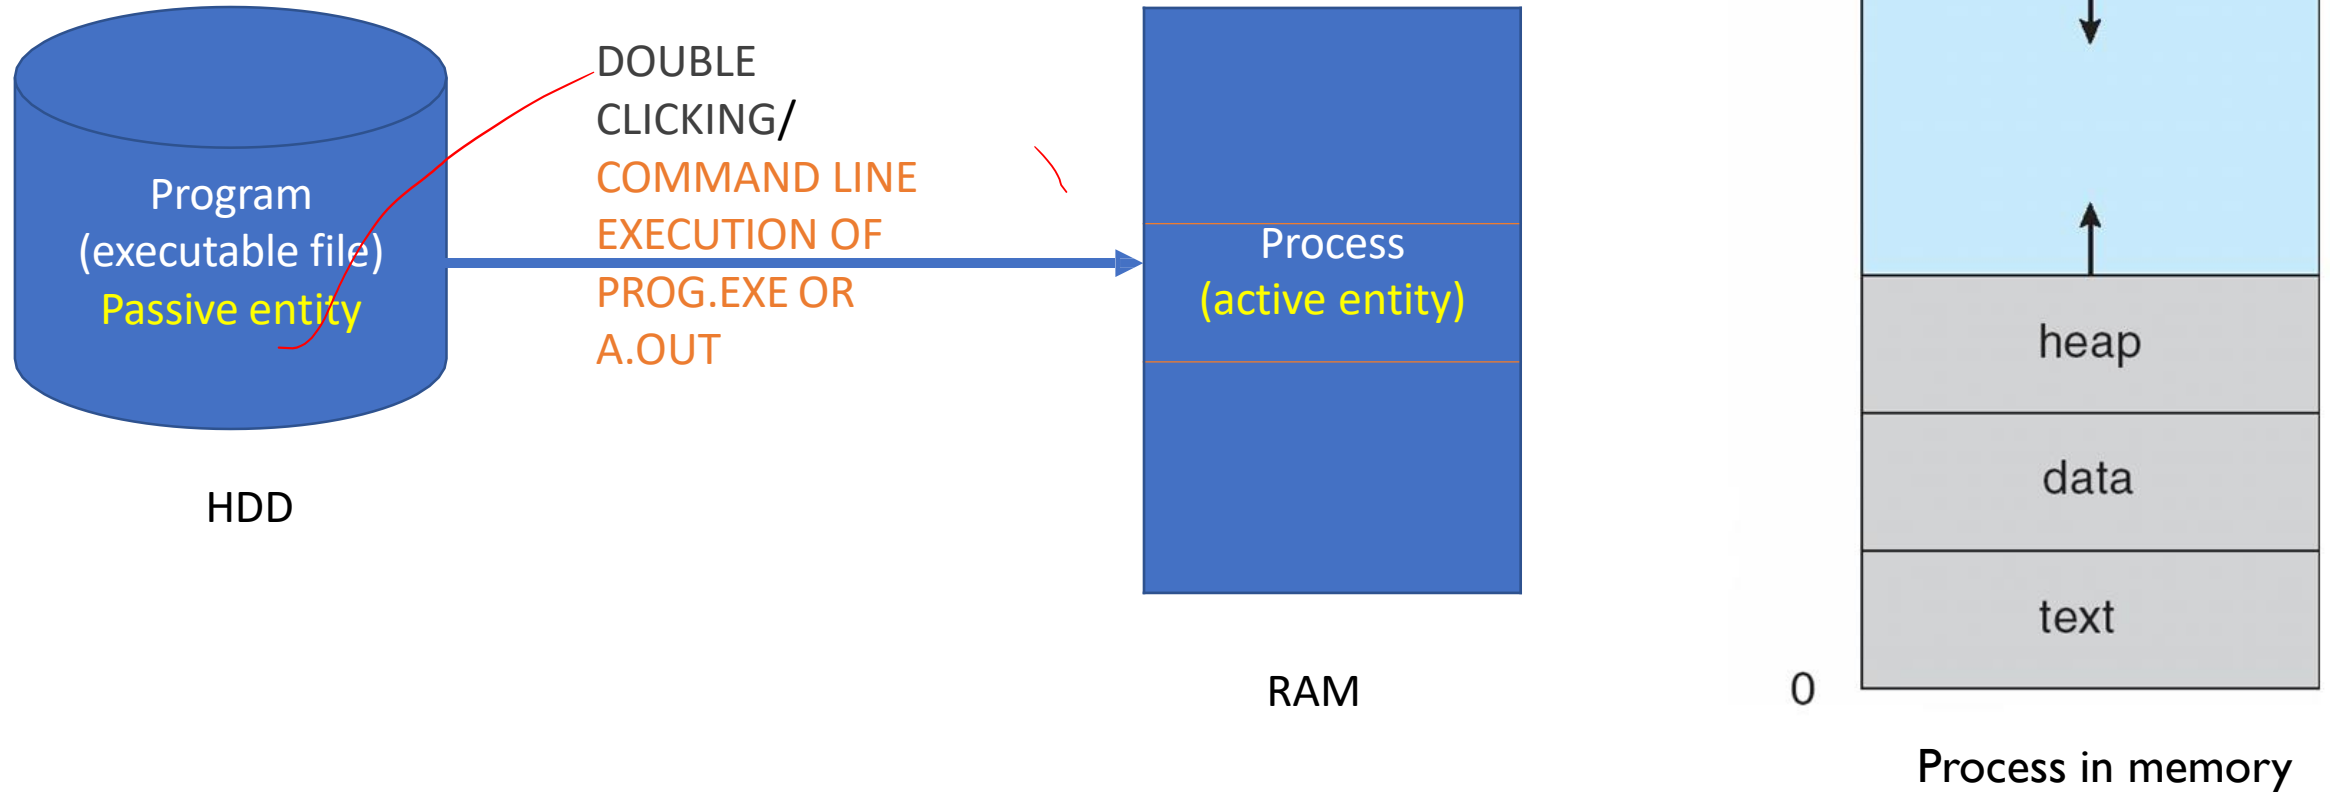 Program
(executable file)
Passive entity
HDD
DOUBLE
CLICKING/
COMMAND LINE
EXECUTION OF
PROG.EXE OR
A.OUT
Process
(active entity)
RAM
heap
data
text
0
Process in memory